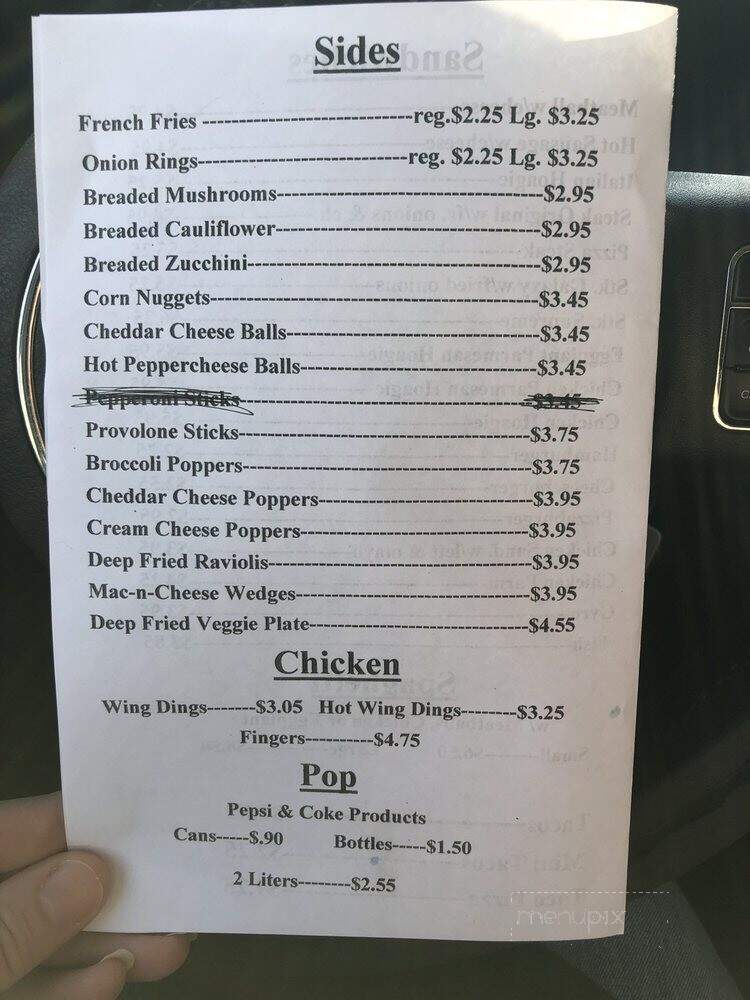 Sides
French Fries -----------------------------reg.$2.25 Lg. $3.25
Onion Rings-----------------------------reg. $2.25 Lg. $3.25
Breaded Mushrooms------------------------------------$2.95
Breaded Cauliflower------------------------------------$2.95
Breaded Zucchini----------------------------------------$2.95
Corn Nuggets---------------------------------------------$3.45
Cheddar Cheese Balls-----------------------------------$3.45
Hot Peppercheese Balls--------------------------------$3.45
Pepperoni Sticks---------------------------------------$3.45
Provolone Sticks----------------------------------------$3.75
Broccoli Poppers----------------------------------------$3.75
Cheddar Cheese Poppers------------------------------$3.95
Cream Cheese Poppers--------------------------------$3.95
Deep Fried Raviolis------------------------------------$3.95
Mac-n-Cheese Wedges--------------------------------$3.95
Deep Fried Veggie Plate------------------------------$4.55
Chicken
Wing Dings-------$3.05 Hot Wing Dings--------$3.25
Fingers----------$4.75
Pop
Pepsi & Coke Products
Cans-----$.90 Bottles-----$1.50
2 Liters--------$2.55
menupix